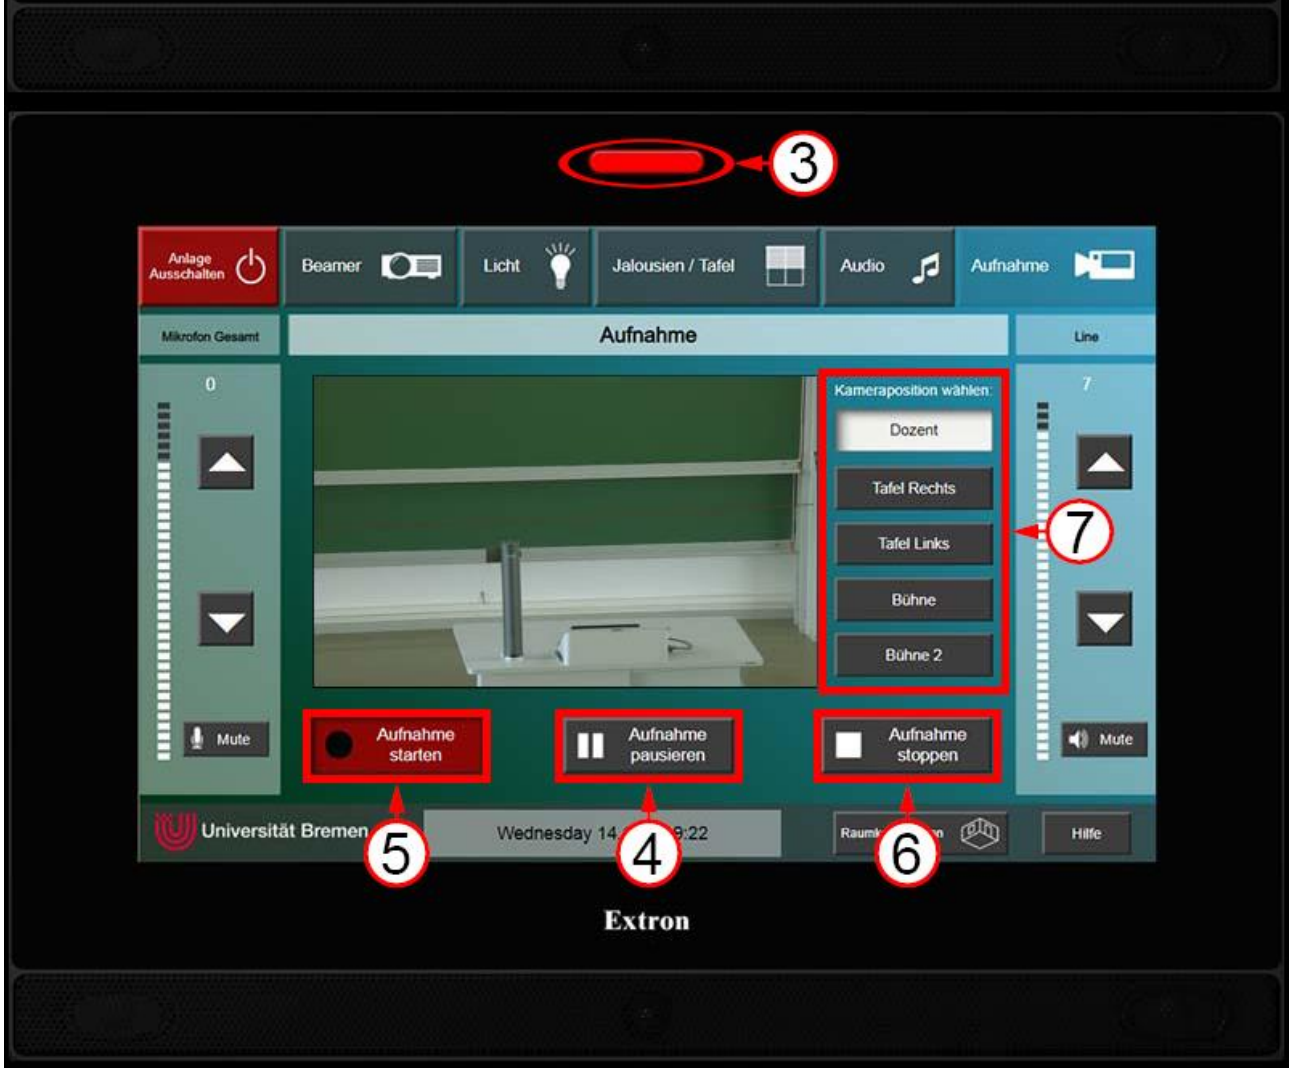 3
Anlage
Ausschalten
Beamer
Licht
Jalousien / Tafel
Audio
Aufnahme
Mikrofon Gesamt
Aufnahme
Line
0
Kameraposition wählen:
7
Dozent
Tafel Rechts
7
Tafel Links
Bühne
Bühne 2
Mute
Aufnahme
starten
Aufnahme
pausieren
Aufnahme
stoppen
Mute
Universität Bremen
Wednesday 14
9:22
Hilfe
5
4
6
Extron